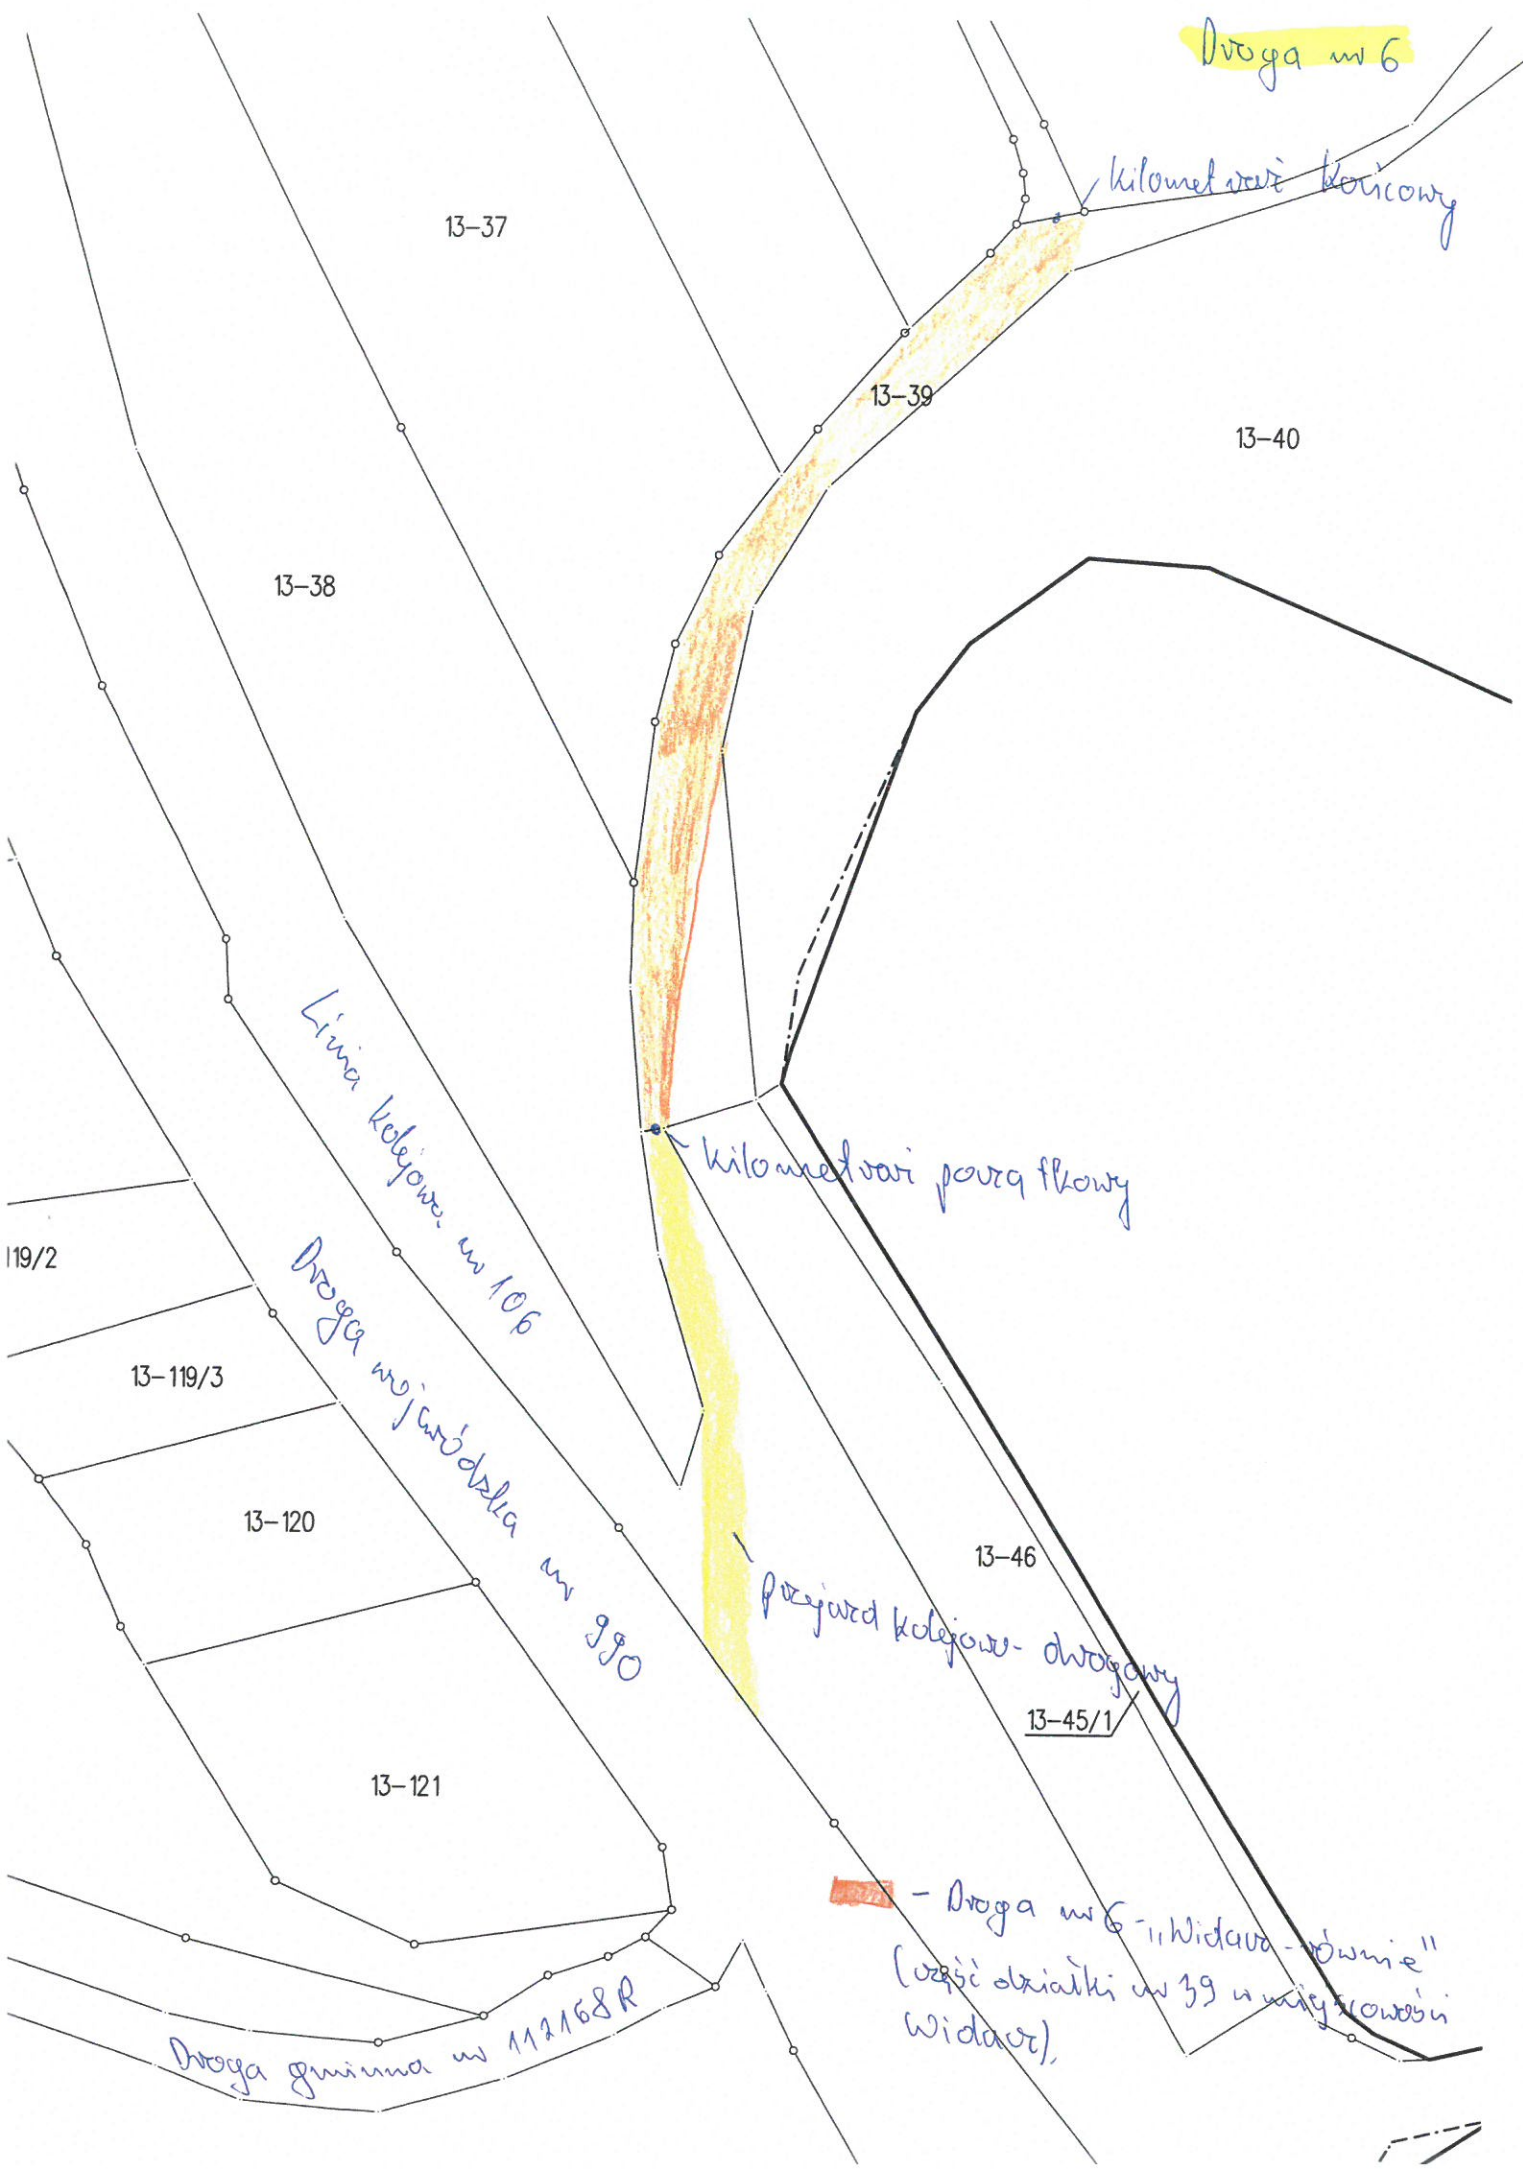 Droga nr 6
kilometraż końcowy
13-37
13-39
13-40
13-38
Linia kolejowa nr 106
kilometraż początkowy
119/2
Droga wojewódzka nr 990
13-119/3
13-120
13-46
przejazd kolejowo-drogowy
13-45/1
13-121
- Droga nr 6 - "Widacz - równie"
(część działki nr 39 w miejscowości
Widacz).
Droga gminna nr 112168R